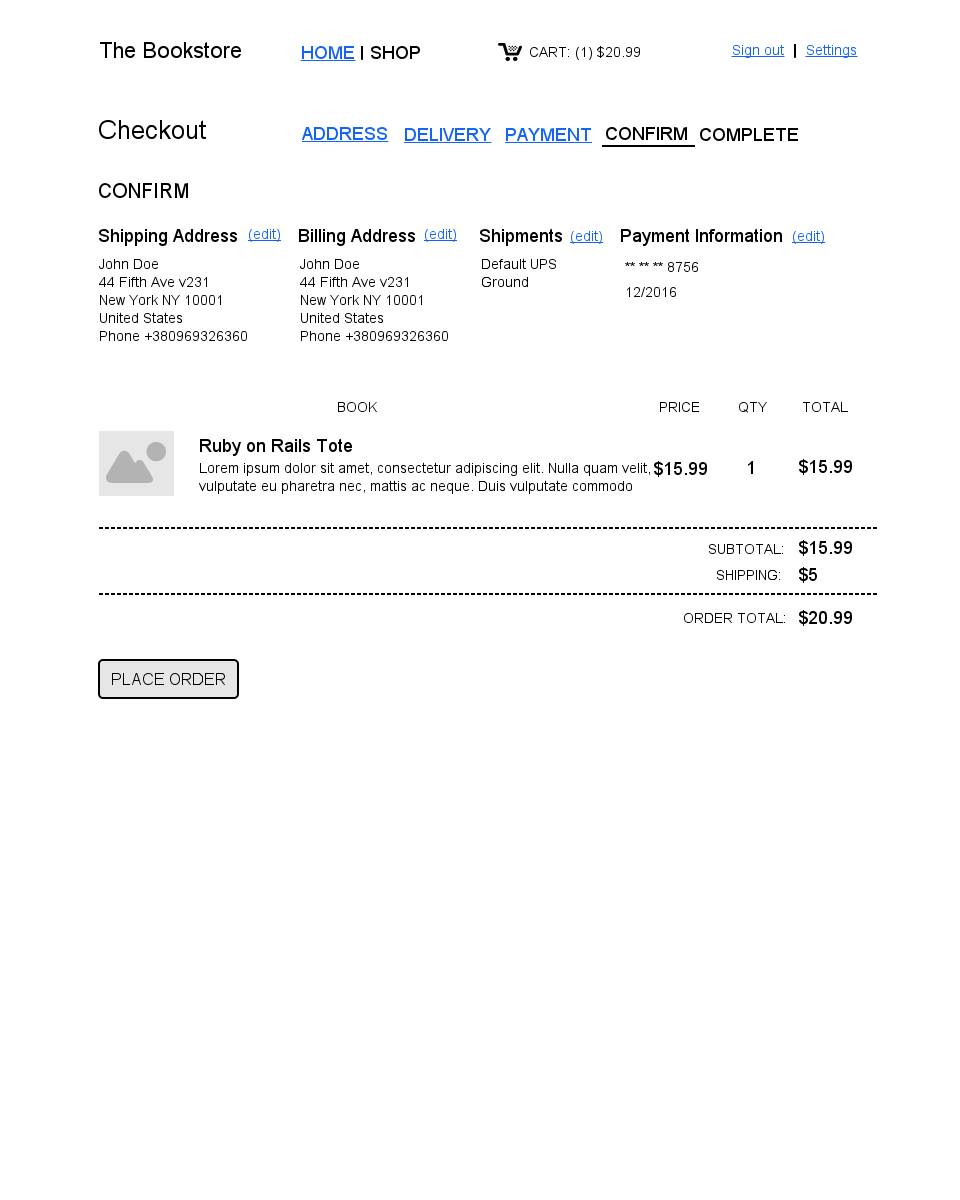 The Bookstore HOME | SHOP CART: (1) $20.99 Sign out | Settings
Checkout ADDRESS DELIVERY PAYMENT CONFIRM COMPLETE
CONFIRM
Shipping Address (edit) Billing Address (edit) Shipments (edit) Payment Information (edit)
John Doe John Doe Default UPS ** ** ** 8756
44 Fifth Ave v231 44 Fifth Ave v231 Ground
New York NY 10001 New York NY 10001 12/2016
United States United States
Phone +380969326360 Phone +380969326360
BOOK PRICE QTY TOTAL
Ruby on Rails Tote
Lorem ipsum dolor sit amet, consectetur adipiscing elit. Nulla quam velit, $15.99 1 $15.99
vulputate eu pharetra nec, mattis ac neque. Duis vulputate commodo
SUBTOTAL: $15.99
SHIPPING: $5
ORDER TOTAL: $20.99
PLACE ORDER